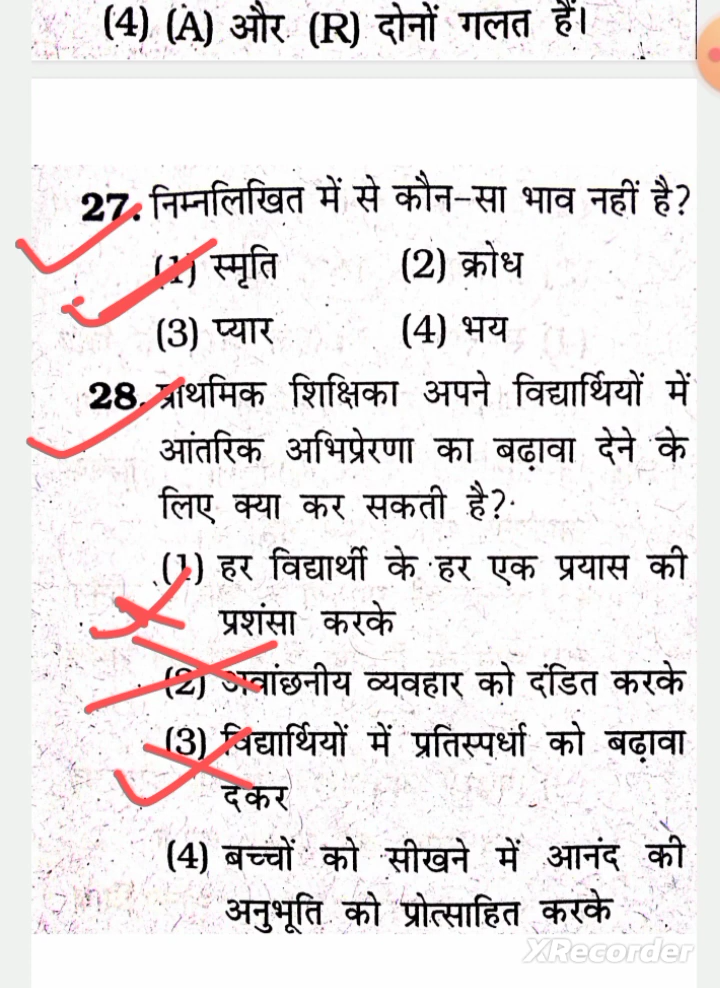 (4) (A) और (R) दोनों गलत हैं।
27. निम्नलिखित में से कौन-सा भाव नहीं है?
(1) स्मृति (2) क्रोध
(3) प्यार (4) भय
28. प्राथमिक शिक्षिका अपने विद्यार्थियों में
आंतरिक अभिप्रेरणा का बढ़ावा देने के
लिए क्या कर सकती है?
(1) हर विद्यार्थी के हर एक प्रयास की
प्रशंसा करके
(2) अवांछनीय व्यवहार को दंडित करके
(3) विद्यार्थियों में प्रतिस्पर्धा को बढ़ावा
देकर
(4) बच्चों को सीखने में आनंद की
अनुभूति को प्रोत्साहित करके
XRecorder